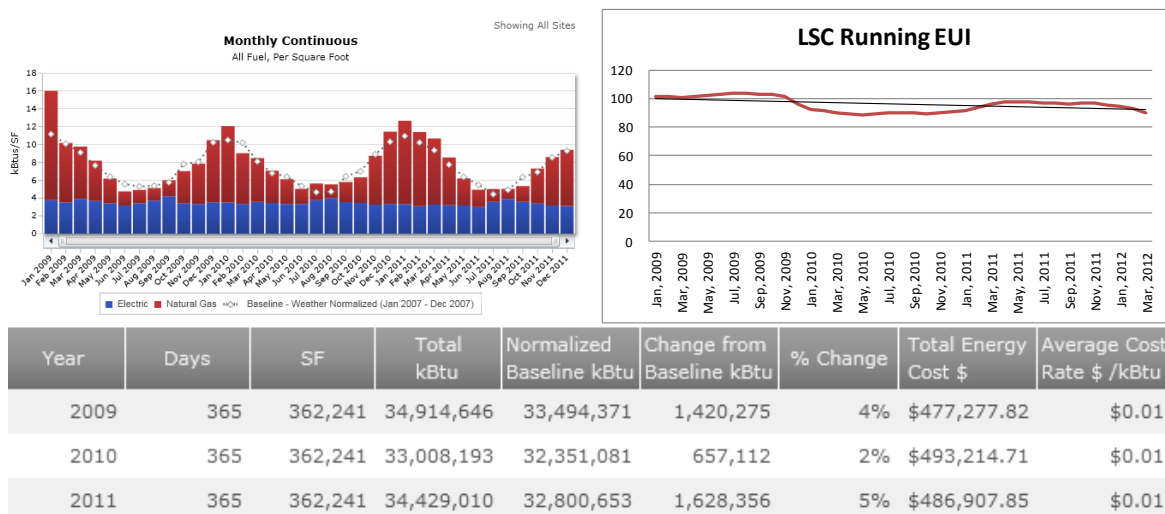 Showing All Sites
Monthly Continuous
All Fuel, Per Square Foot
kBtus/SF
18
16
14
12
10
8
6
4
2
0
Jan 2009
Feb 2009
Mar 2009
Apr 2009
May 2009
Jun 2009
Jul 2009
Aug 2009
Sep 2009
Oct 2009
Nov 2009
Dec 2009
Jan 2010
Feb 2010
Mar 2010
Apr 2010
May 2010
Jun 2010
Jul 2010
Aug 2010
Sep 2010
Oct 2010
Nov 2010
Dec 2010
Jan 2011
Feb 2011
Mar 2011
Apr 2011
May 2011
Jun 2011
Jul 2011
Aug 2011
Sep 2011
Oct 2011
Nov 2011
Dec 2011
Electric Natural Gas Baseline - Weather Normalized (Jan 2007 - Dec 2007)
LSC Running EUI
120
100
80
60
40
20
0
Jan, 2009
Mar, 2009
May, 2009
Jul, 2009
Sep, 2009
Nov, 2009
Jan, 2010
Mar, 2010
May, 2010
Jul, 2010
Sep, 2010
Nov, 2010
Jan, 2011
Mar, 2011
May, 2011
Jul, 2011
Sep, 2011
Nov, 2011
Jan, 2012
Mar, 2012
Year Days SF Total kBtu Normalized Baseline kBtu Change from Baseline kBtu % Change Total Energy Cost $ Average Cost Rate $ /kBtu
2009 365 362,241 34,914,646 33,494,371 1,420,275 4% $477,277.82 $0.01
2010 365 362,241 33,008,193 32,351,081 657,112 2% $493,214.71 $0.01
2011 365 362,241 34,429,010 32,800,653 1,628,356 5% $486,907.85 $0.01